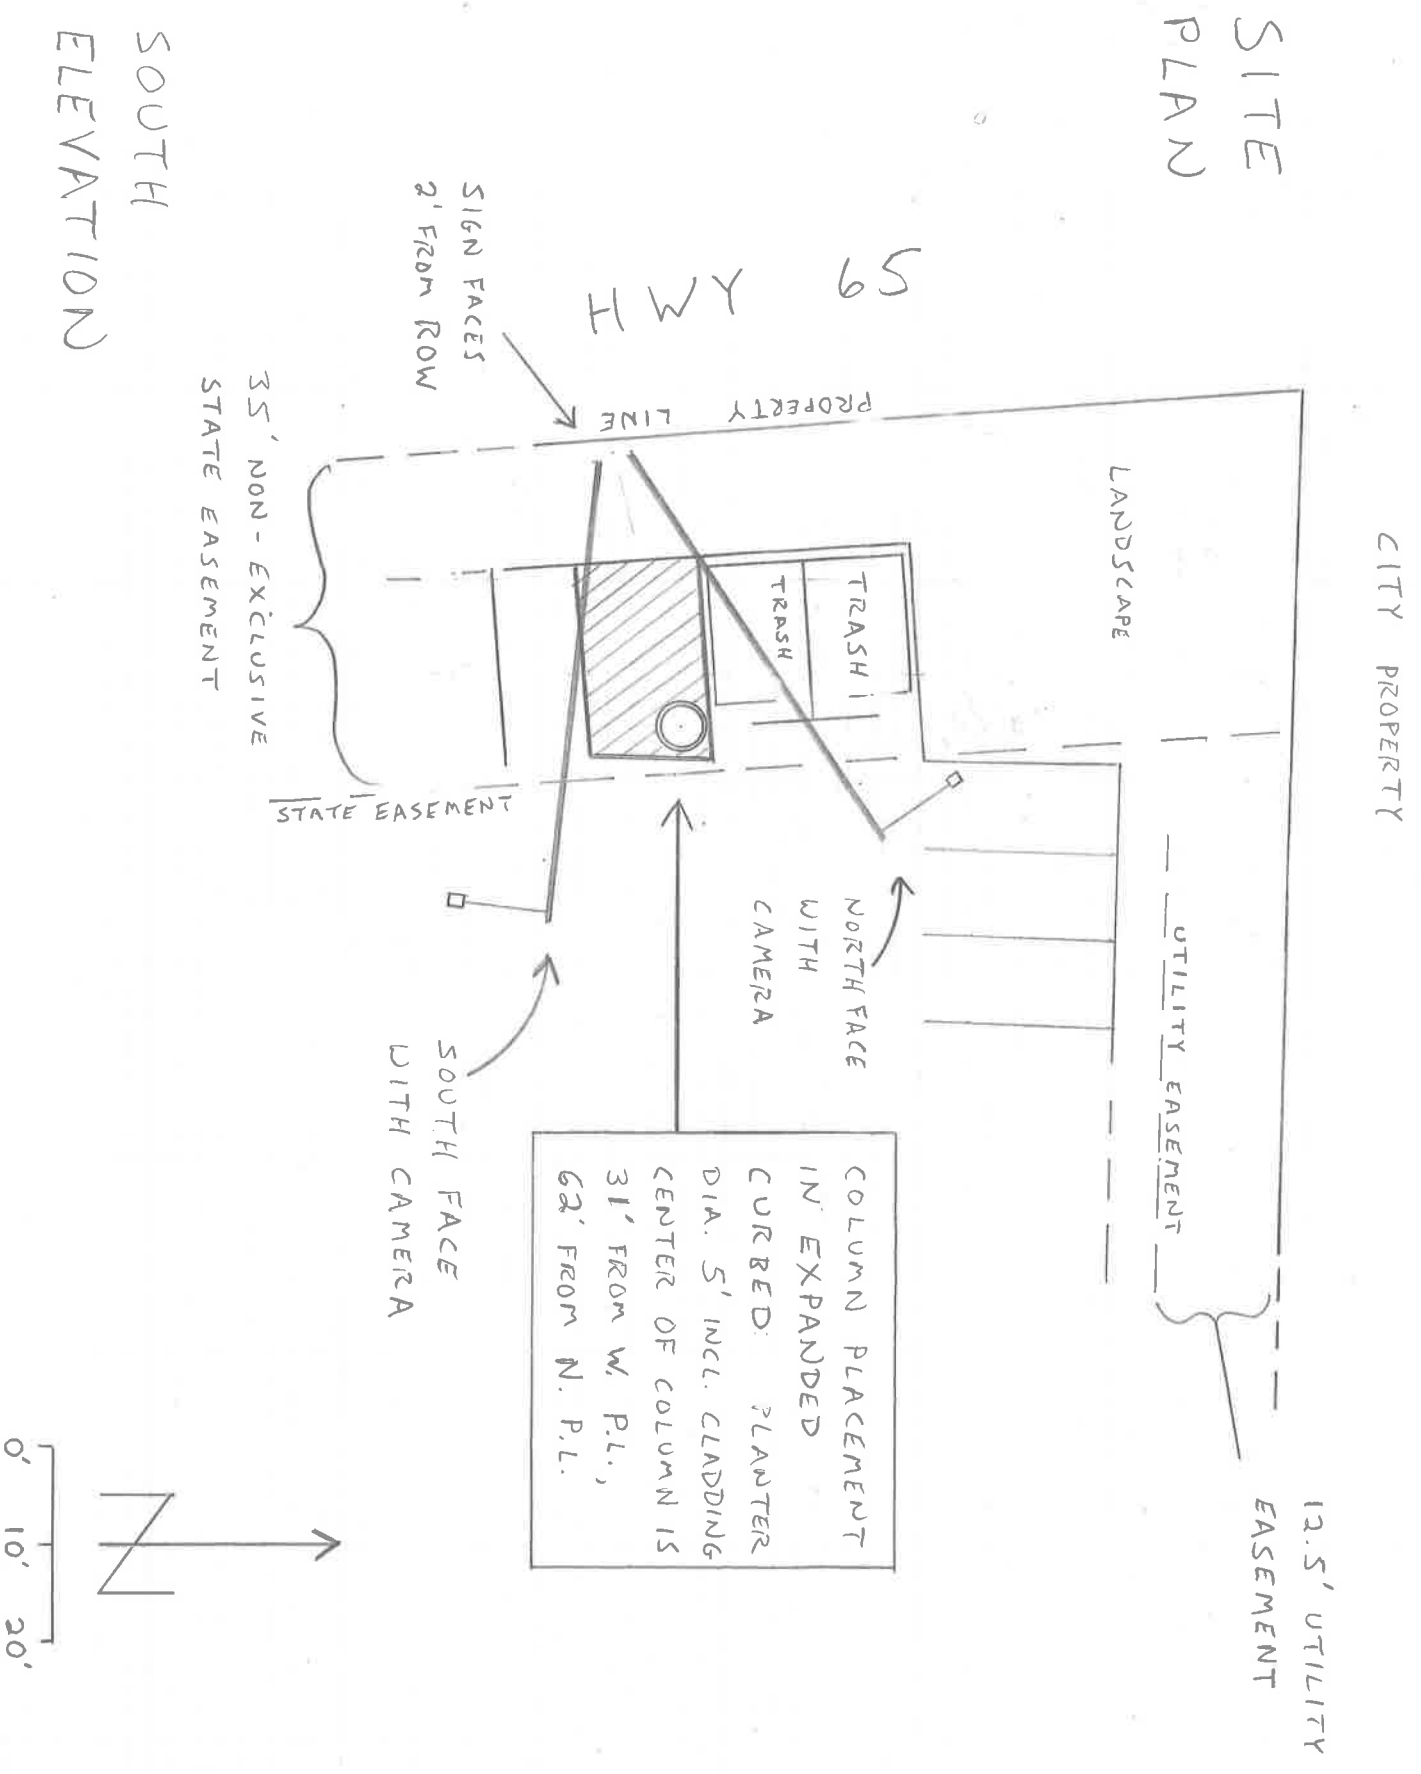 SITE
PLAN
CITY PROPERTY
HWY 65
PROPERTY LINE
SIGN FACES
2' FROM ROW
LANDSCAPE
TRASH
TRASH
UTILITY EASEMENT
12.5' UTILITY
EASEMENT
NORTH FACE
WITH
CAMERA
COLUMN PLACEMENT
IN EXPANDED
CURBED PLANTER
DIA. 5' INCL. CLADDING
CENTER OF COLUMN IS
31' FROM W. P.L.,
62' FROM N. P.L.
STATE EASEMENT
SOUTH FACE
WITH CAMERA
35' NON-EXCLUSIVE
STATE EASEMENT
N
0' 10' 20'
SOUTH
ELEVATION